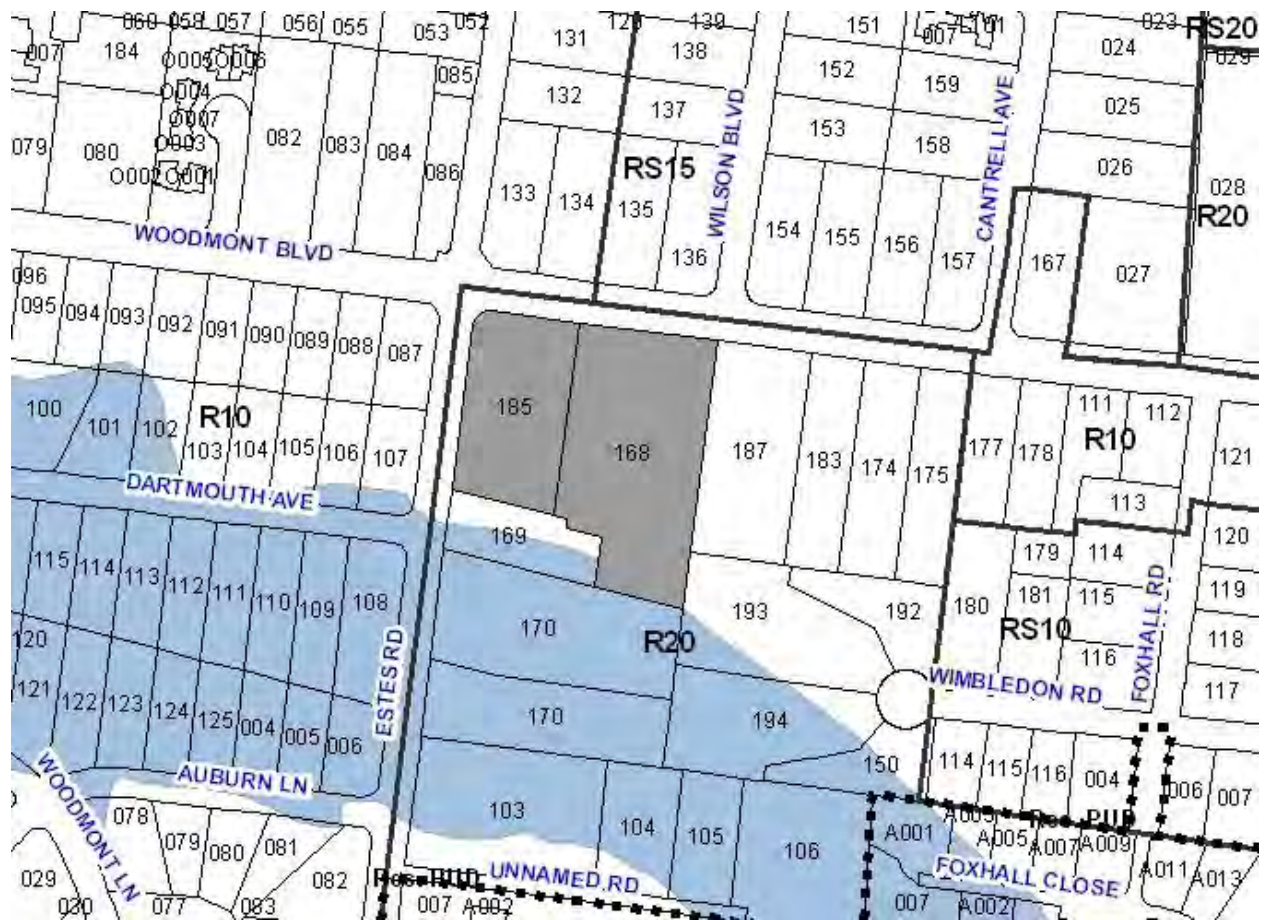 060 058 057 056 055 052 053
131 129 139 138
151 007 023 RS20
024 029
007 184 O005 O006 085
O004 132 137 152 159 025
O007 082 083 084
079 080 O003 O002 O001 086
153 158 026 028
RS15
WILSON BLVD
CANTRELL AVE
133 134 135 136 154 155 156 157 167 027 R20
WOODMONT BLVD
096 095 094 093 092 091 090 089 088 087
185 168 187 183 174 175 177 178 111 112 121
R10
R10
100 101 102 103 104 105 106 107
113
DARTMOUTH AVE
169
179 114 120
115 114 113 112 111 110 109 108
181 115 119
193 192 180 RS10 118
170 R20
116 117
FOXHALL RD
WIMBLEDON RD
ESTES RD
120 121 122 123 124 125 004 005 006
170 194 150
114 115 116 004 006 007
WOODMONT LN
AUBURN LN
078 079 080 081 082
103 104 105 106
A001 A005 A007 A009 A011 A013
UNNAMED RD
FOXHALL CLOSE
029 030 077 083 007 A002 007 A002